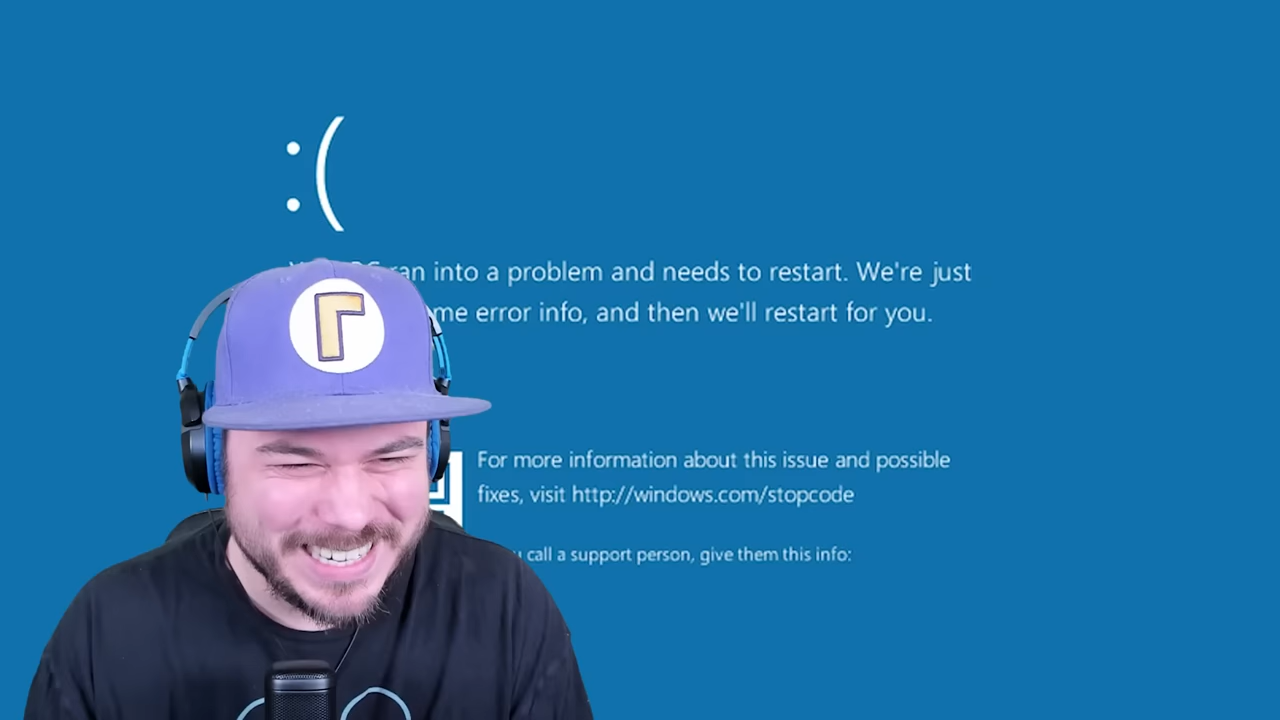 :(
ran into a problem and needs to restart. We're just
error info, and then we'll restart for you.
For more information about this issue and possible
fixes, visit http://windows.com/stopcode
call a support person, give them this info:
Γ